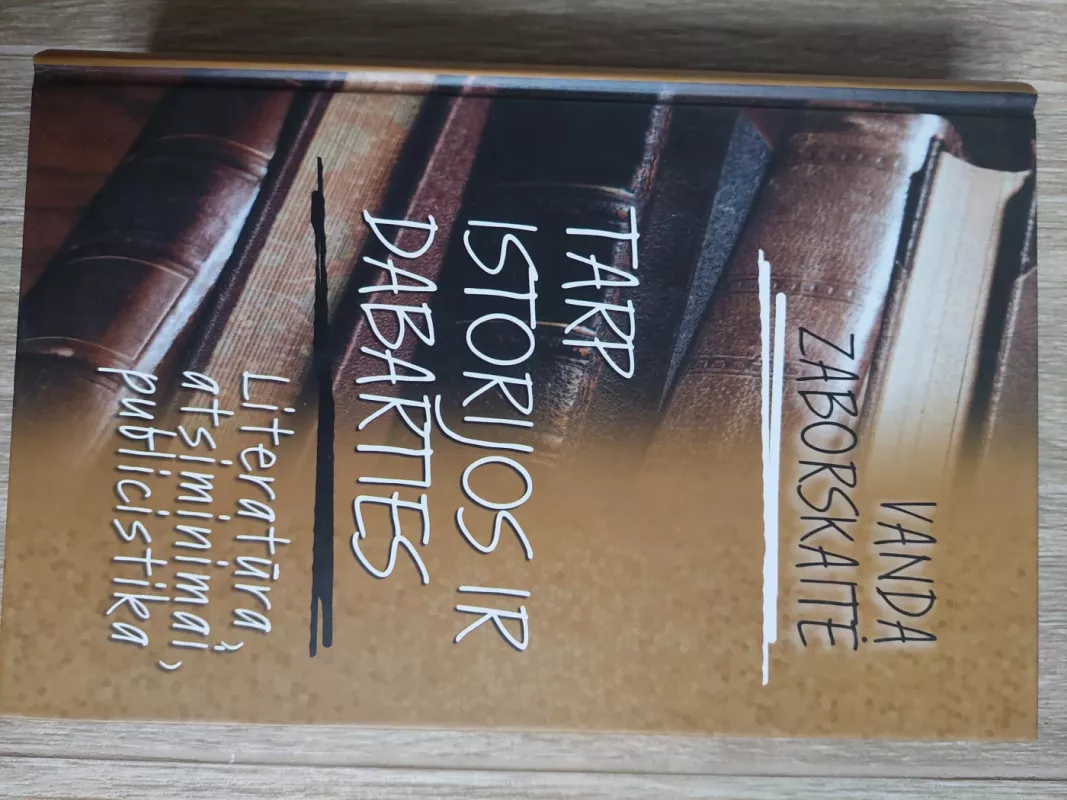 VANDA
ZABORSKAITĖ
TARP
ISTORIJOS IR
DABARTIES
Literatūra,
atsiminimai,
publicistika